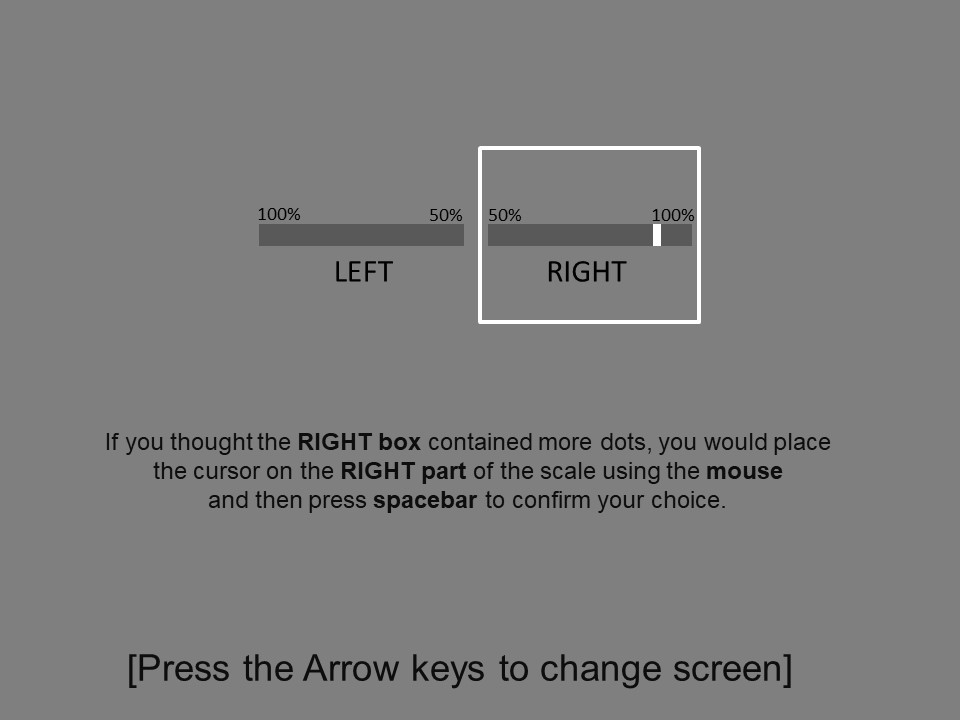 100% 50% 50% 100%
LEFT RIGHT
If you thought the RIGHT box contained more dots, you would place
the cursor on the RIGHT part of the scale using the mouse
and then press spacebar to confirm your choice.
[Press the Arrow keys to change screen]